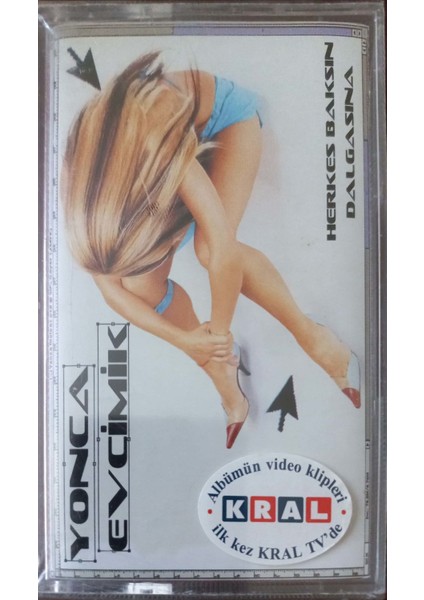 HERKES BAKSIN
DALGASINA
YONCA
EVCİMİK
Albümün video klipleri
KRAL
ilk kez KRAL TV'de